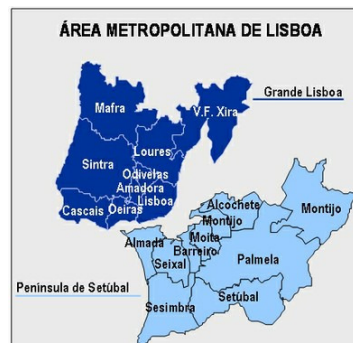 ÁREA METROPOLITANA DE LISBOA
Grande Lisboa
Mafra
V.F. Xira
Loures
Sintra
Odivelas
Amadora
Lisboa
Cascais
Oeiras
Alcochete
Montijo
Montijo
Almada
Moita
Barreiro
Seixal
Palmela
Península de Setúbal
Sesimbra
Setúbal